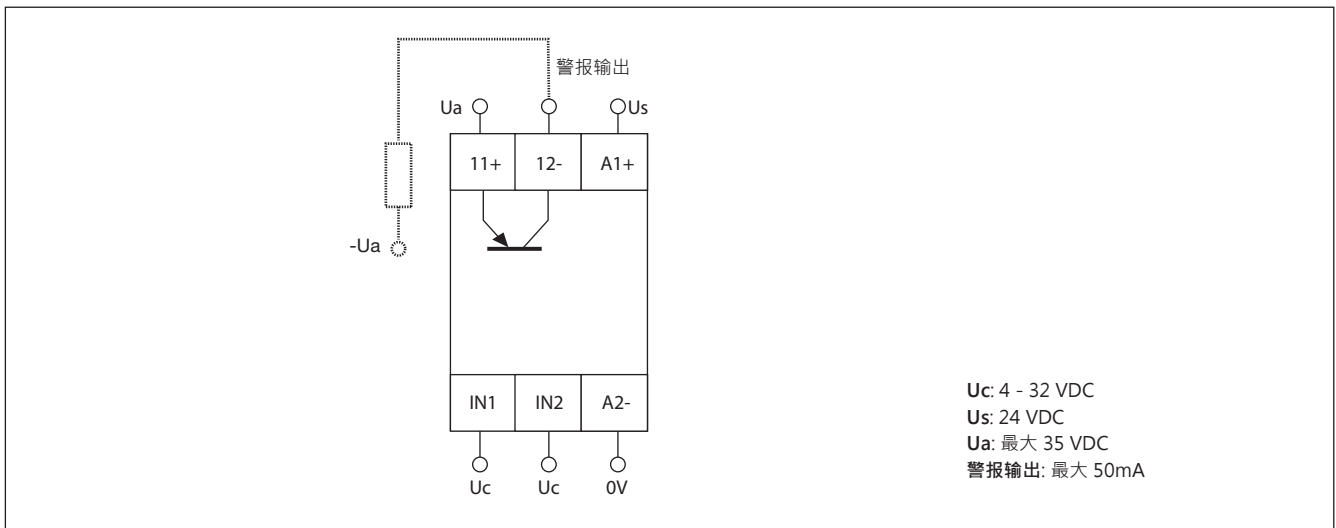 警报输出
Ua
Us
11+
12-
A1+
-Ua
IN1
IN2
A2-
Uc
Uc
0V
Uc: 4 - 32 VDC
Us: 24 VDC
Ua: 最大 35 VDC
警报输出: 最大 50mA